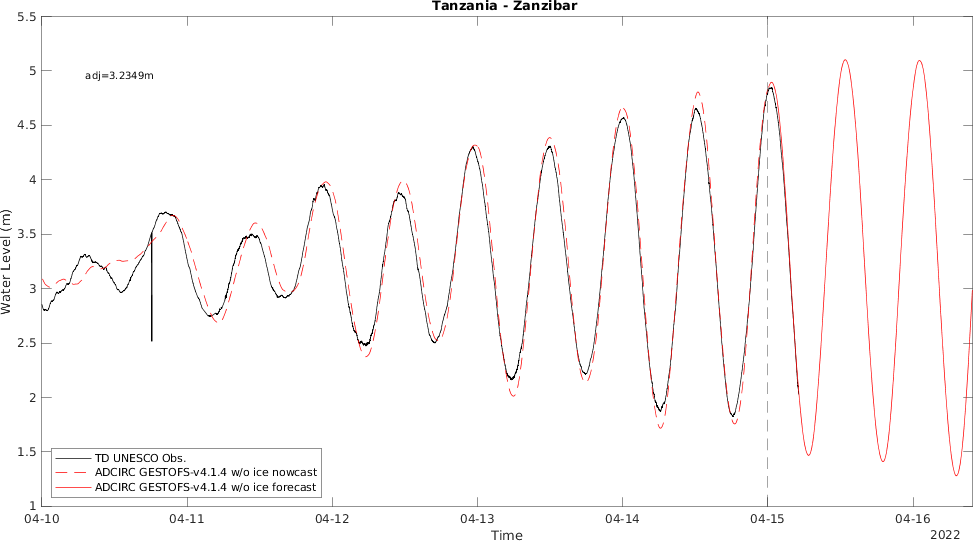 Tanzania - Zanzibar
adj=3.2349m
5.5
5
4.5
4
3.5
3
2.5
2
1.5
1
Water Level (m)
TD UNESCO Obs.
ADCIRC GESTOFS-v4.1.4 w/o ice nowcast
ADCIRC GESTOFS-v4.1.4 w/o ice forecast
04-10 04-11 04-12 04-13 04-14 04-15 04-16
Time
2022